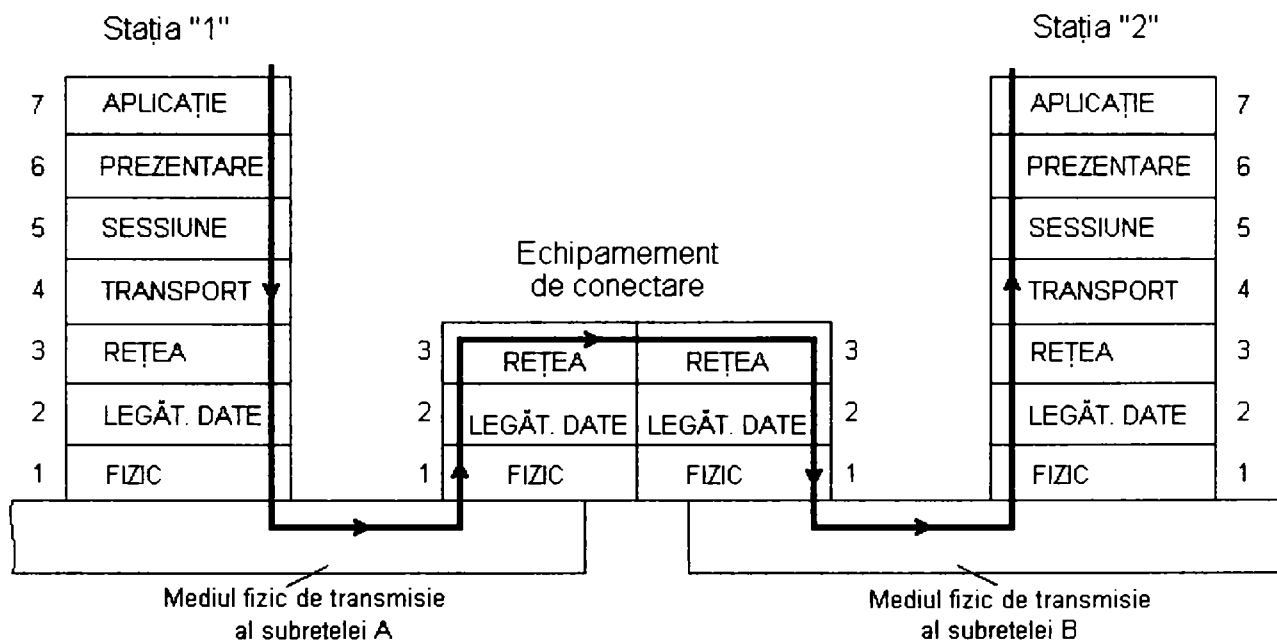 Stația "1"
Stația "2"
7 APLICAȚIE
6 PREZENTARE
5 SESSIUNE
4 TRANSPORT
3 REȚEA
2 LEGĂT. DATE
1 FIZIC
Echipamement
de conectare
3 REȚEA REȚEA 3
2 LEGĂT. DATE LEGĂT. DATE 2
1 FIZIC FIZIC 1
APLICAȚIE 7
PREZENTARE 6
SESSIUNE 5
TRANSPORT 4
REȚEA 3
LEGĂT. DATE 2
FIZIC 1
Mediul fizic de transmisie
al subretelei A
Mediul fizic de transmisie
al subretelei B